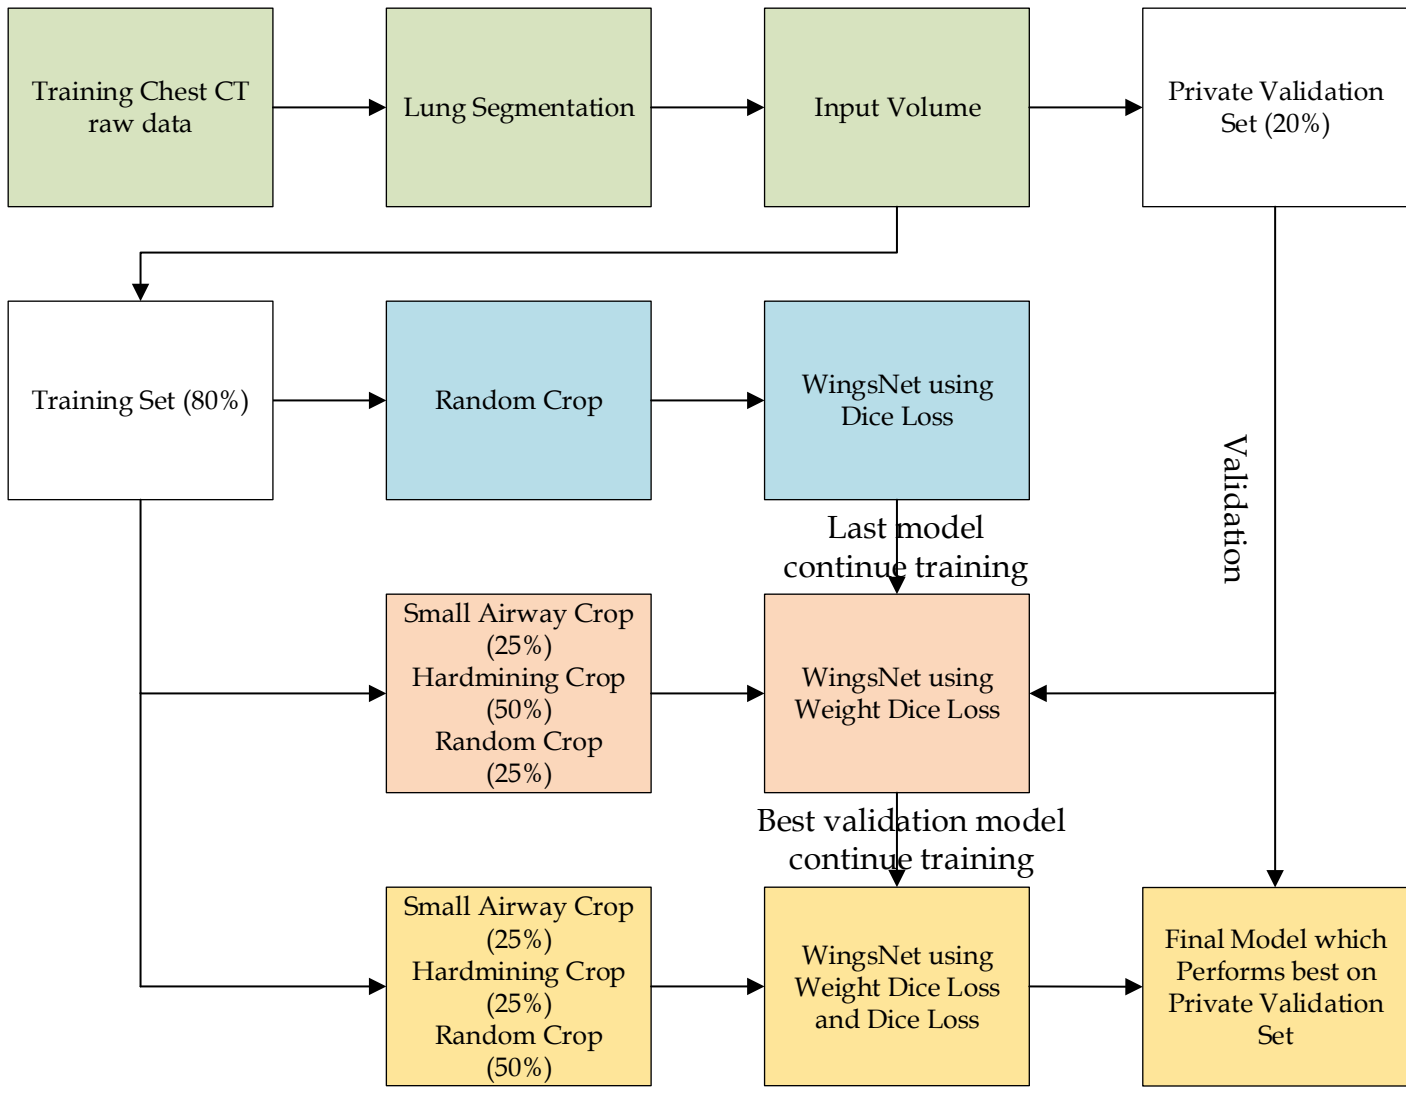 Training Chest CT
raw data
Lung Segmentation
Input Volume
Private Validation
Set (20%)
Training Set (80%)
Random Crop
WingsNet using
Dice Loss
Validation
Last model
continue training
Small Airway Crop
(25%)
Hardmining Crop
(50%)
Random Crop
(25%)
WingsNet using
Weight Dice Loss
Best validation model
continue training
Small Airway Crop
(25%)
Hardmining Crop
(25%)
Random Crop
(50%)
WingsNet using
Weight Dice Loss
and Dice Loss
Final Model which
Performs best on
Private Validation
Set